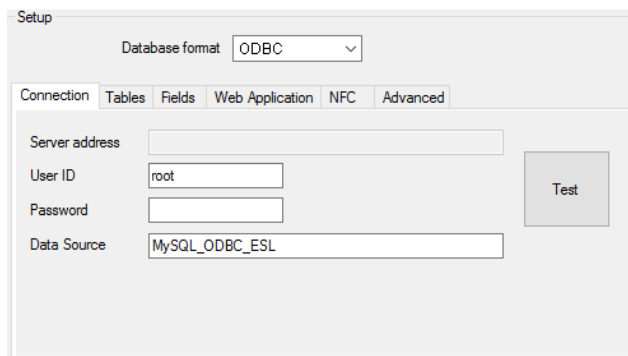 Setup
Database format ODBC
Connection Tables Fields Web Application NFC Advanced
Server address
User ID root
Test
Password
Data Source MySQL_ODBC_ESL